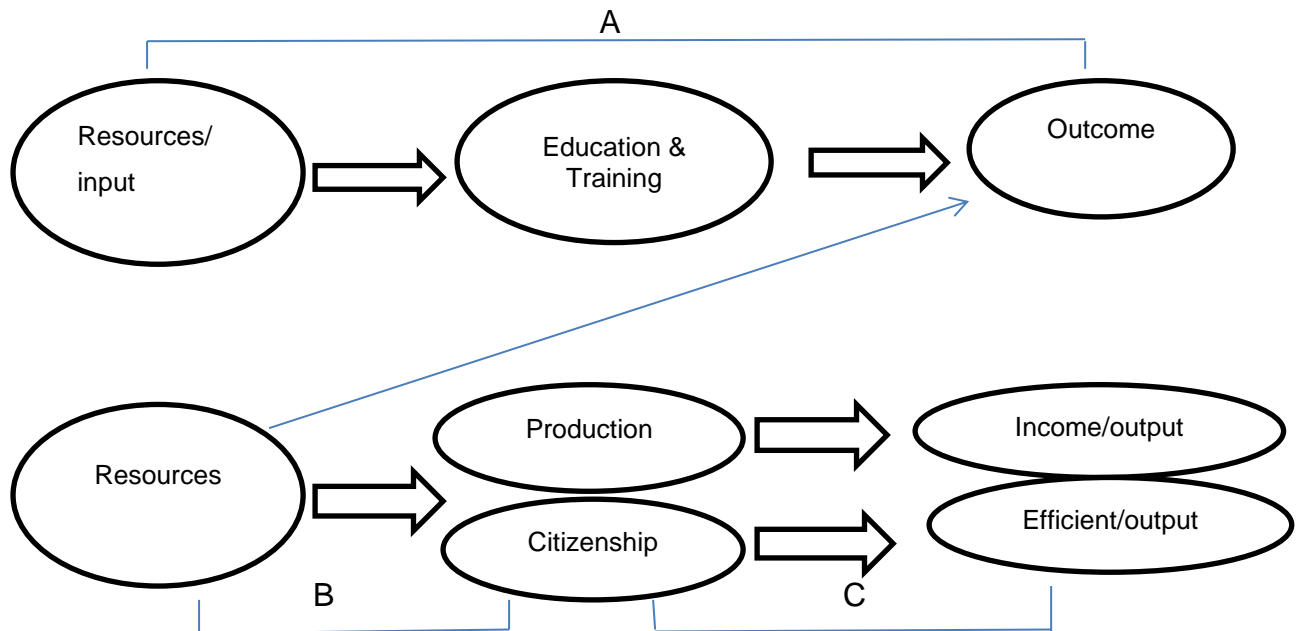 A
Resources/
input
Education &
Training
Outcome
Resources
Production
Income/output
Citizenship
Efficient/output
B
C